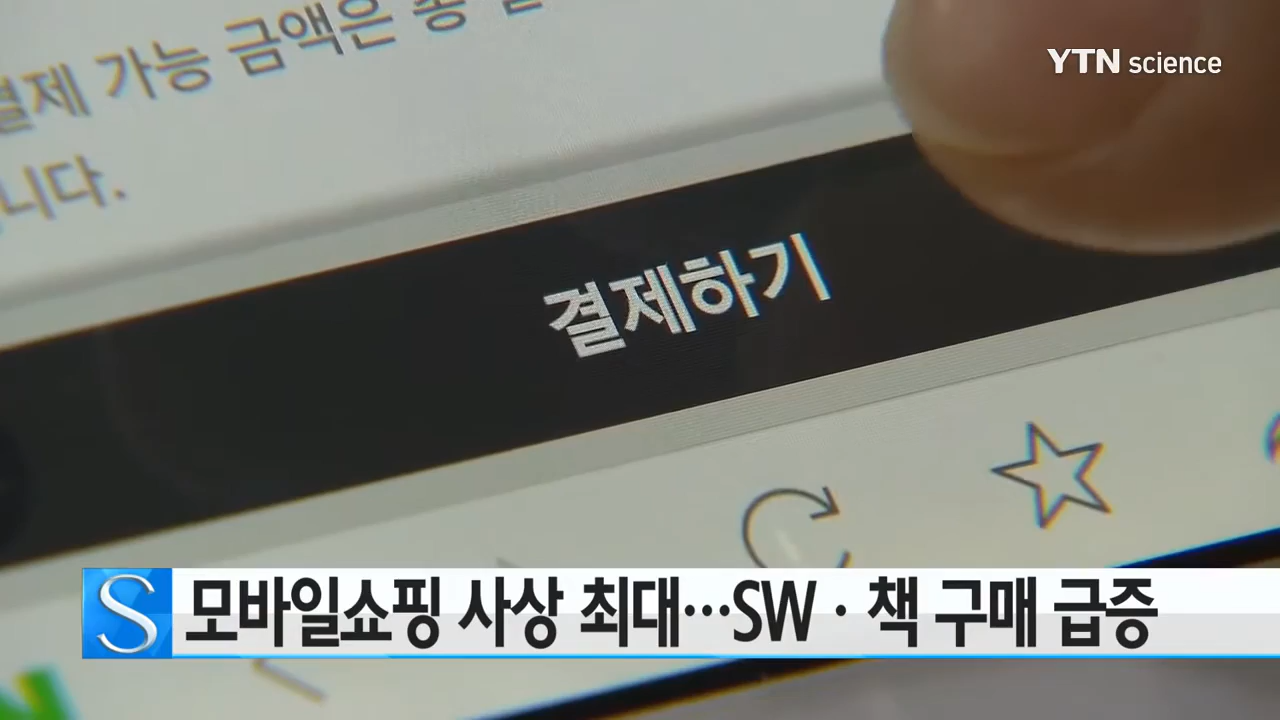 결제 가능 금액은 총
니다.
YTN science
결제하기
S 모바일쇼핑 사상 최대…SW·책 구매 급증